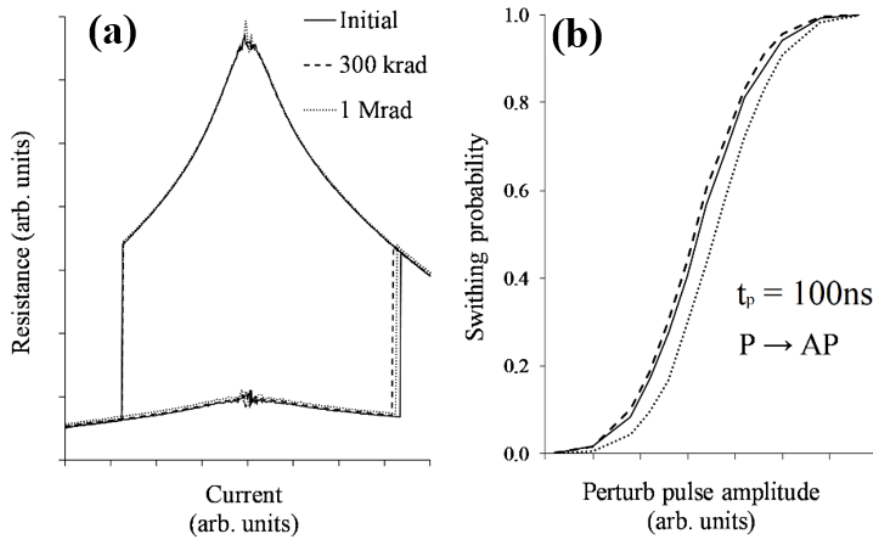 (a)
Initial
300 krad
1 Mrad
Resistance (arb. units)
Current
(arb. units)
(b)
1.0
0.8
0.6
0.4
0.2
0.0
Swithing probability
tp = 100ns
P → AP
Perturb pulse amplitude
(arb. units)